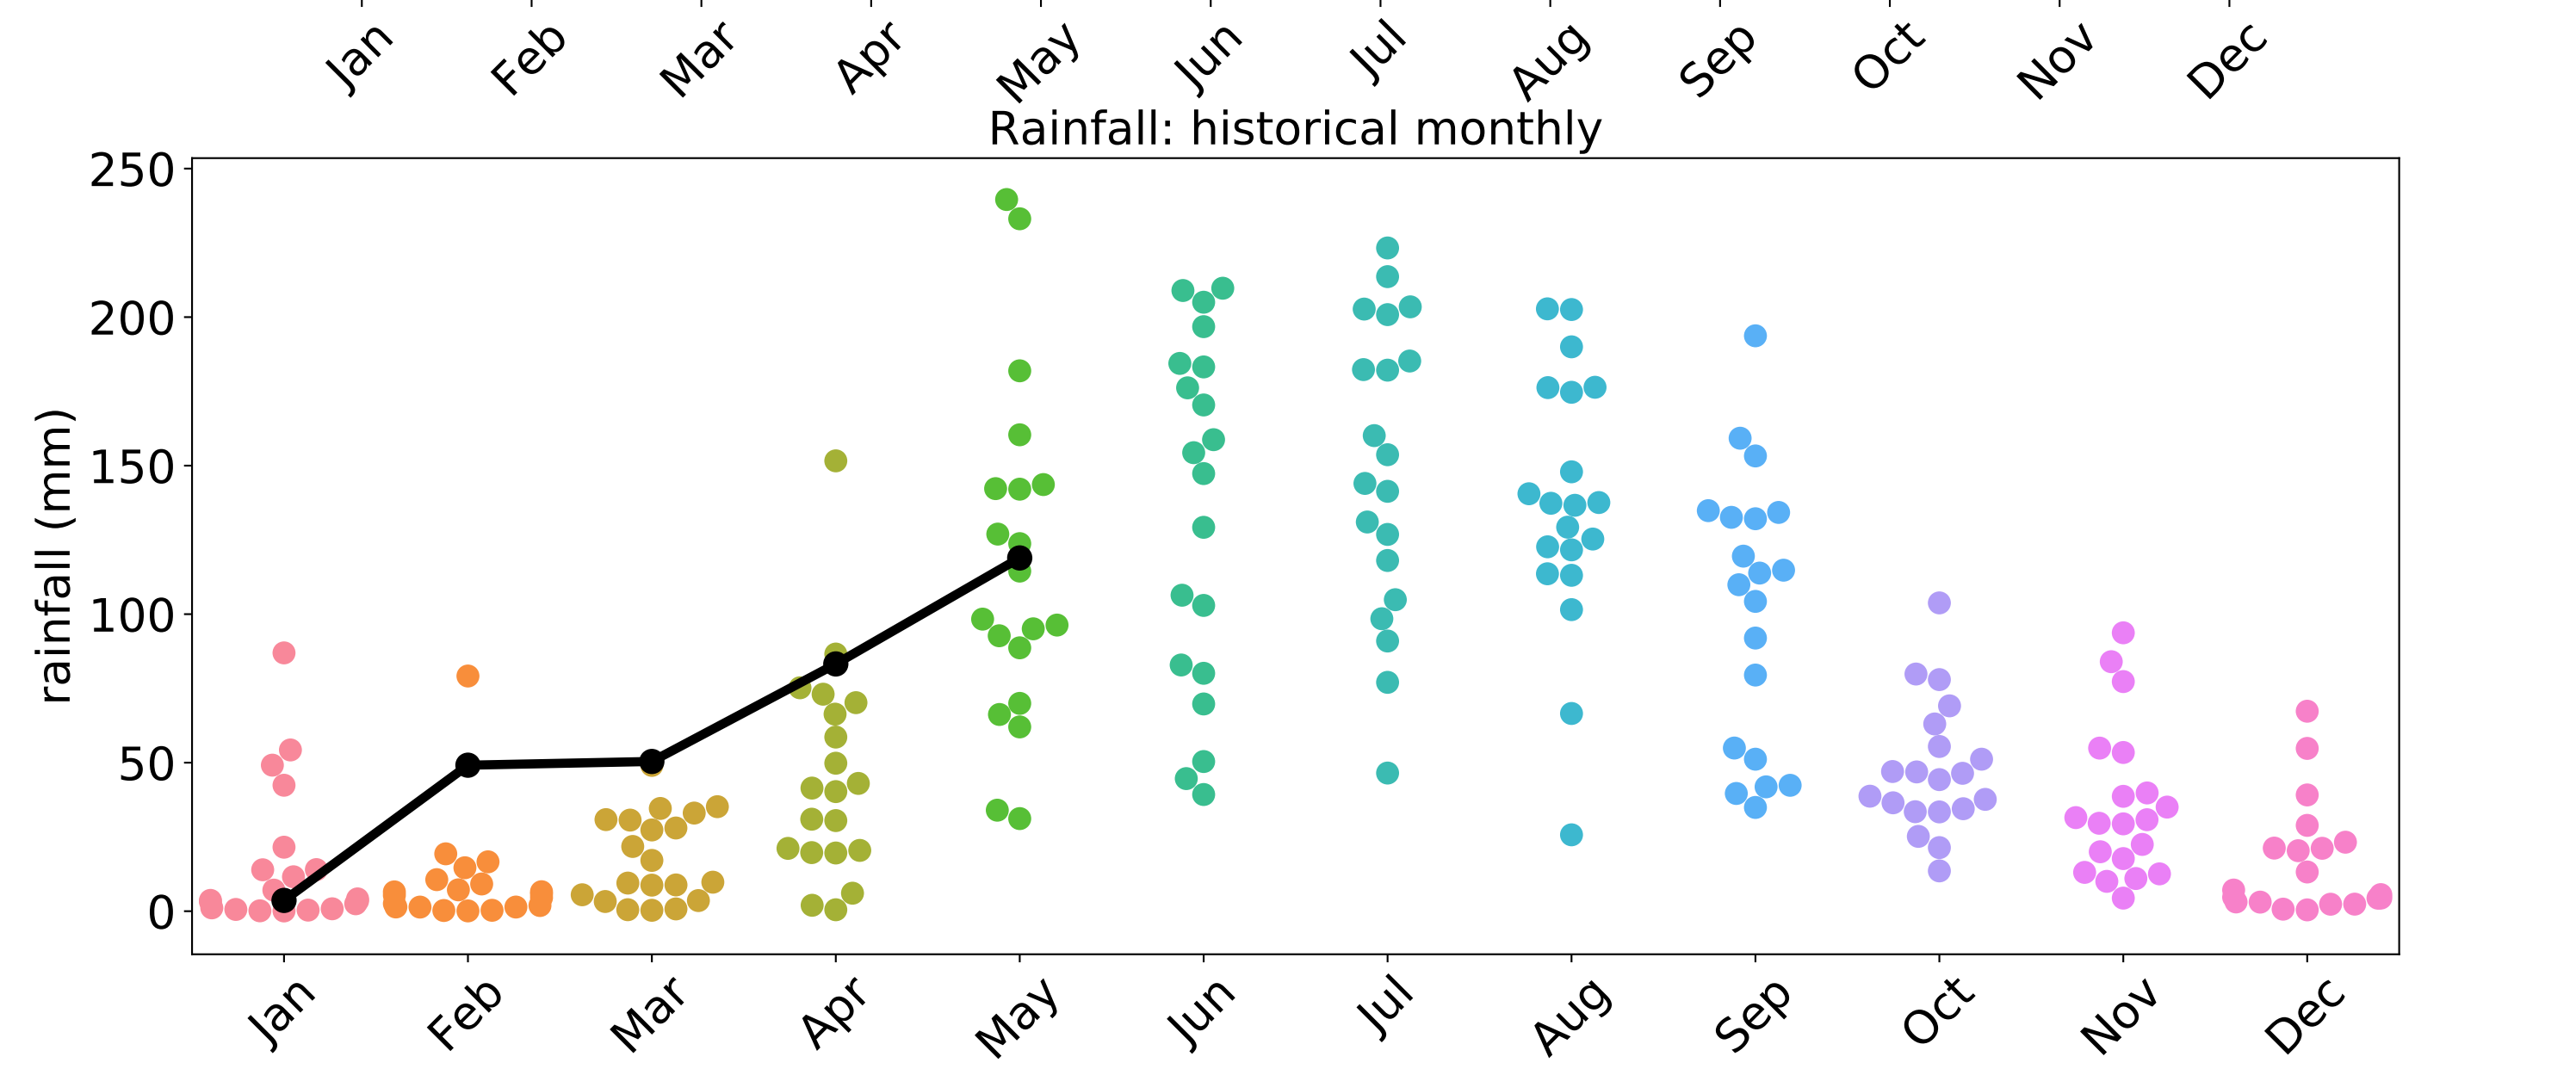 Jan Feb Mar Apr May Jun Jul Aug Sep Oct Nov Dec
Rainfall: historical monthly
250
200
150
100
50
0
rainfall (mm)
Jan Feb Mar Apr May Jun Jul Aug Sep Oct Nov Dec